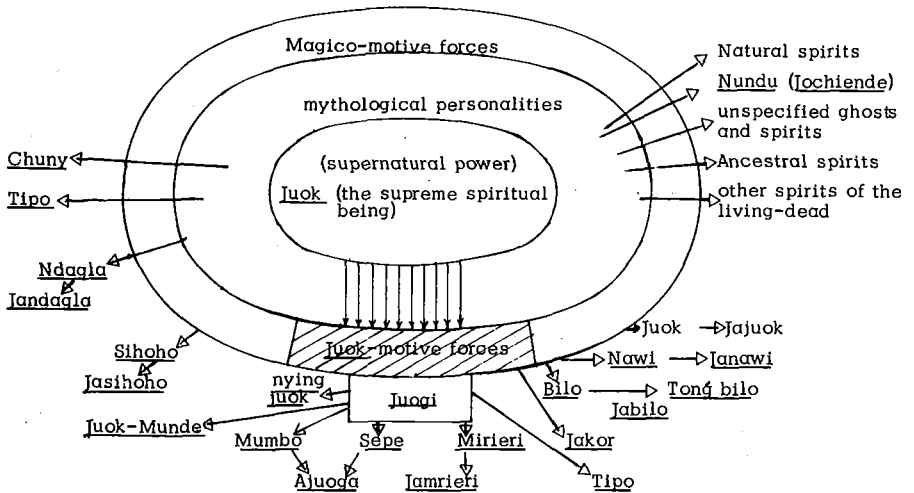 Magico-motive forces
mythological personalities
(supernatural power)
Juok (the supreme spiritual
being)
Natural spirits
Nundu (Jochiende)
unspecified ghosts
and spirits
Ancestral spirits
other spirits of the
living-dead
Chuny
Tipo
Ndagla
Jandagla
Sihoho
Jasihoho
Juok-motive forces
Juok
Jajuok
Nawi
Janawi
Bilo
Tong bilo
Jabilo
nying
juok
Juogi
Juok-Munde
Mumbo
Sepe
Mirieri
Jakor
Ajuoga
Jamrieri
Tipo